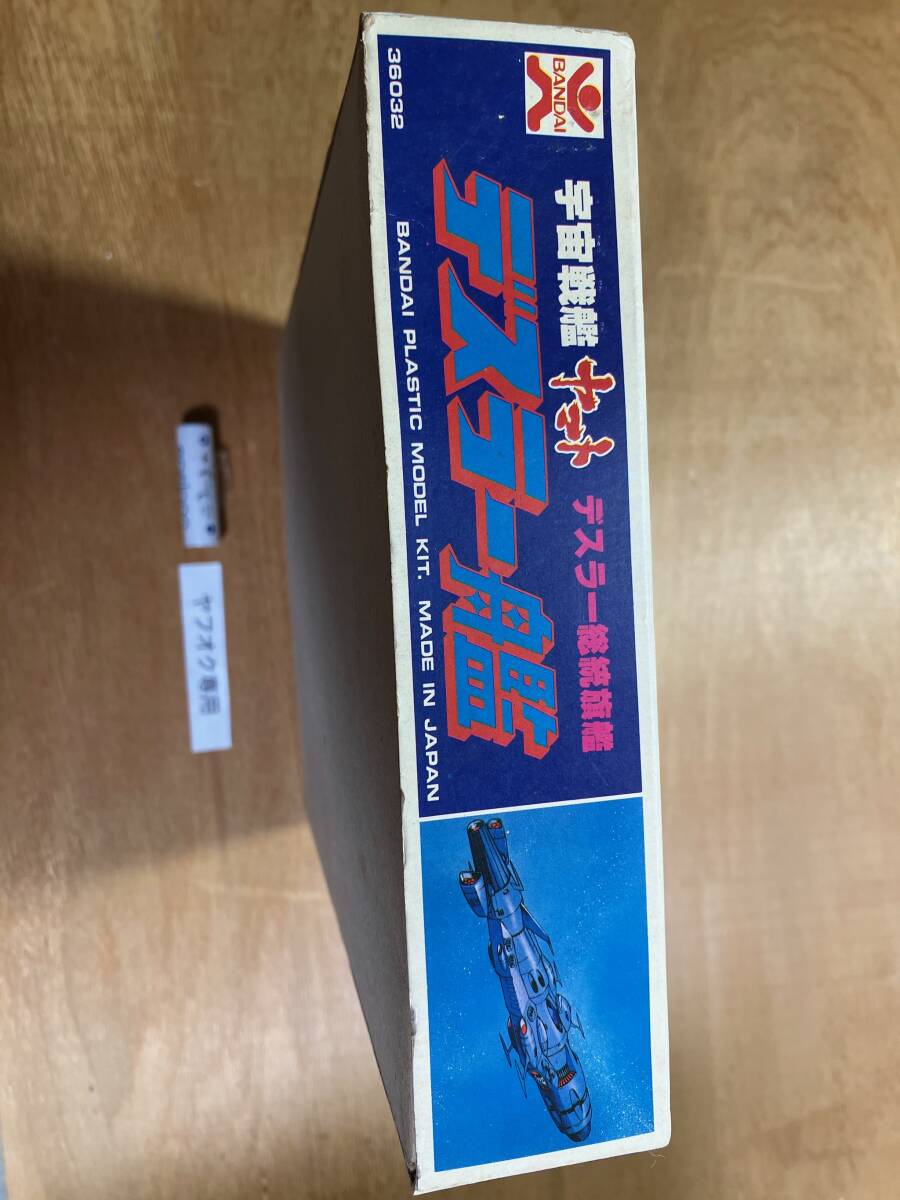 BANDAI
36032
宇宙戦艦ヤマト デスラー総統旗艦
デスラー艦
BANDAI PLASTIC MODEL KIT. MADE IN JAPAN
ヤフオク専用